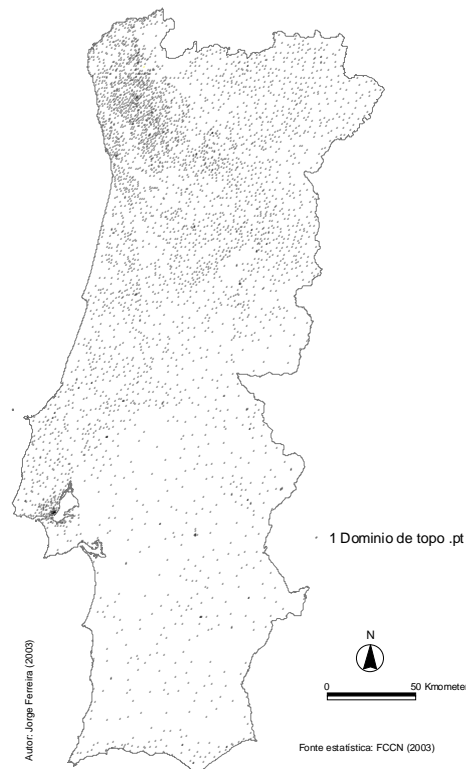 1 Dominio de topo .pt
N
0 50 Kmometer
Autor: Jorge Ferreira (2003)
Fonte estatística: FCCN (2003)